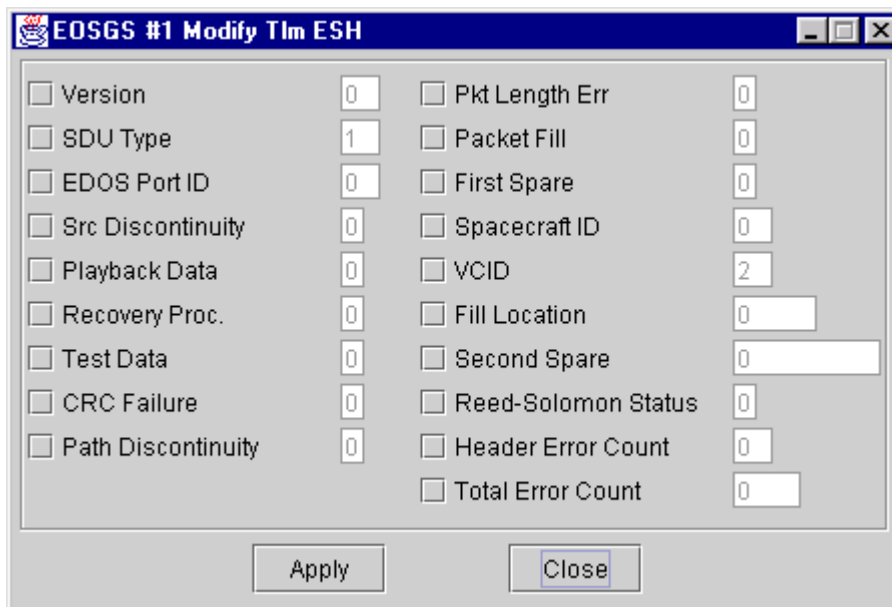 EOSGS #1 Modify Tlm ESH
Version 0 Pkt Length Err 0
SDU Type 1 Packet Fill 0
EDOS Port ID 0 First Spare 0
Src Discontinuity 0 Spacecraft ID 0
Playback Data 0 VCID 2
Recovery Proc. 0 Fill Location 0
Test Data 0 Second Spare 0
CRC Failure 0 Reed-Solomon Status 0
Path Discontinuity 0 Header Error Count 0
Total Error Count 0
Apply Close